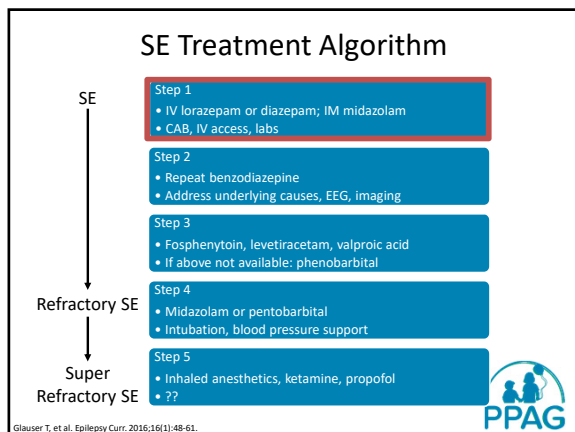 SE Treatment Algorithm
SE
Step 1
• IV lorazepam or diazepam; IM midazolam
• CAB, IV access, labs
Step 2
• Repeat benzodiazepine
• Address underlying causes, EEG, imaging
Step 3
• Fosphenytoin, levetiracetam, valproic acid
• If above not available: phenobarbital
Refractory SE
Step 4
• Midazolam or pentobarbital
• Intubation, blood pressure support
Super
Refractory SE
Step 5
• Inhaled anesthetics, ketamine, propofol
• ??
PPAG
Glauser T, et al. Epilepsy Curr. 2016;16(1):48-61.